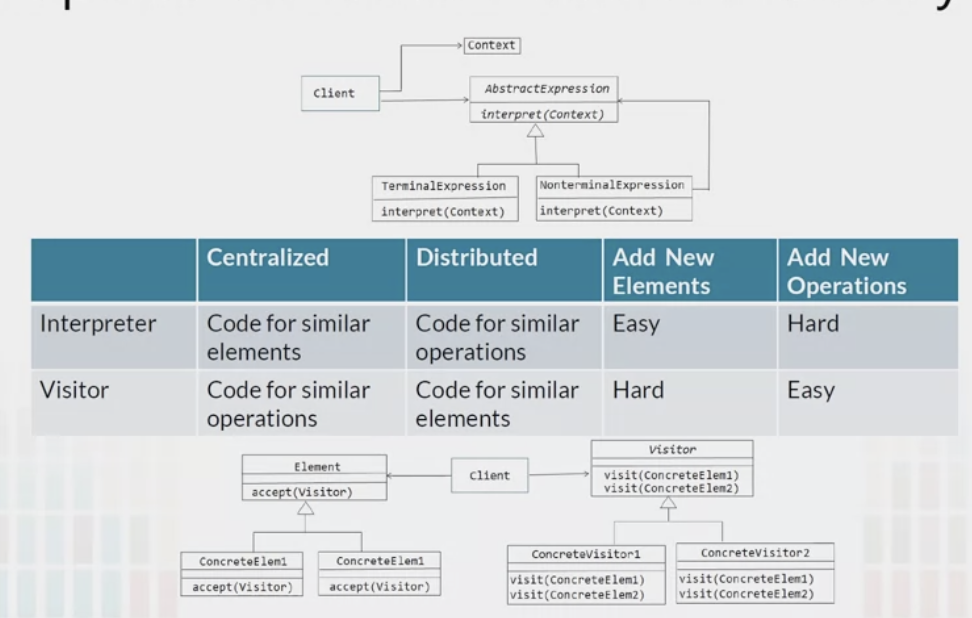 Context
Client
AbstractExpression
interpret(Context)
TerminalExpression
interpret(Context)
NonterminalExpression
interpret(Context)
Centralized
Distributed
Add New
Elements
Add New
Operations
Interpreter
Code for similar
elements
Code for similar
operations
Easy
Hard
Visitor
Code for similar
operations
Code for similar
elements
Hard
Easy
Element
accept(Visitor)
Client
Visitor
visit(ConcreteElem1)
visit(ConcreteElem2)
ConcreteElem1
accept(Visitor)
ConcreteElem1
accept(Visitor)
ConcreteVisitor1
visit(ConcreteElem1)
visit(ConcreteElem2)
ConcreteVisitor2
visit(ConcreteElem1)
visit(ConcreteElem2)